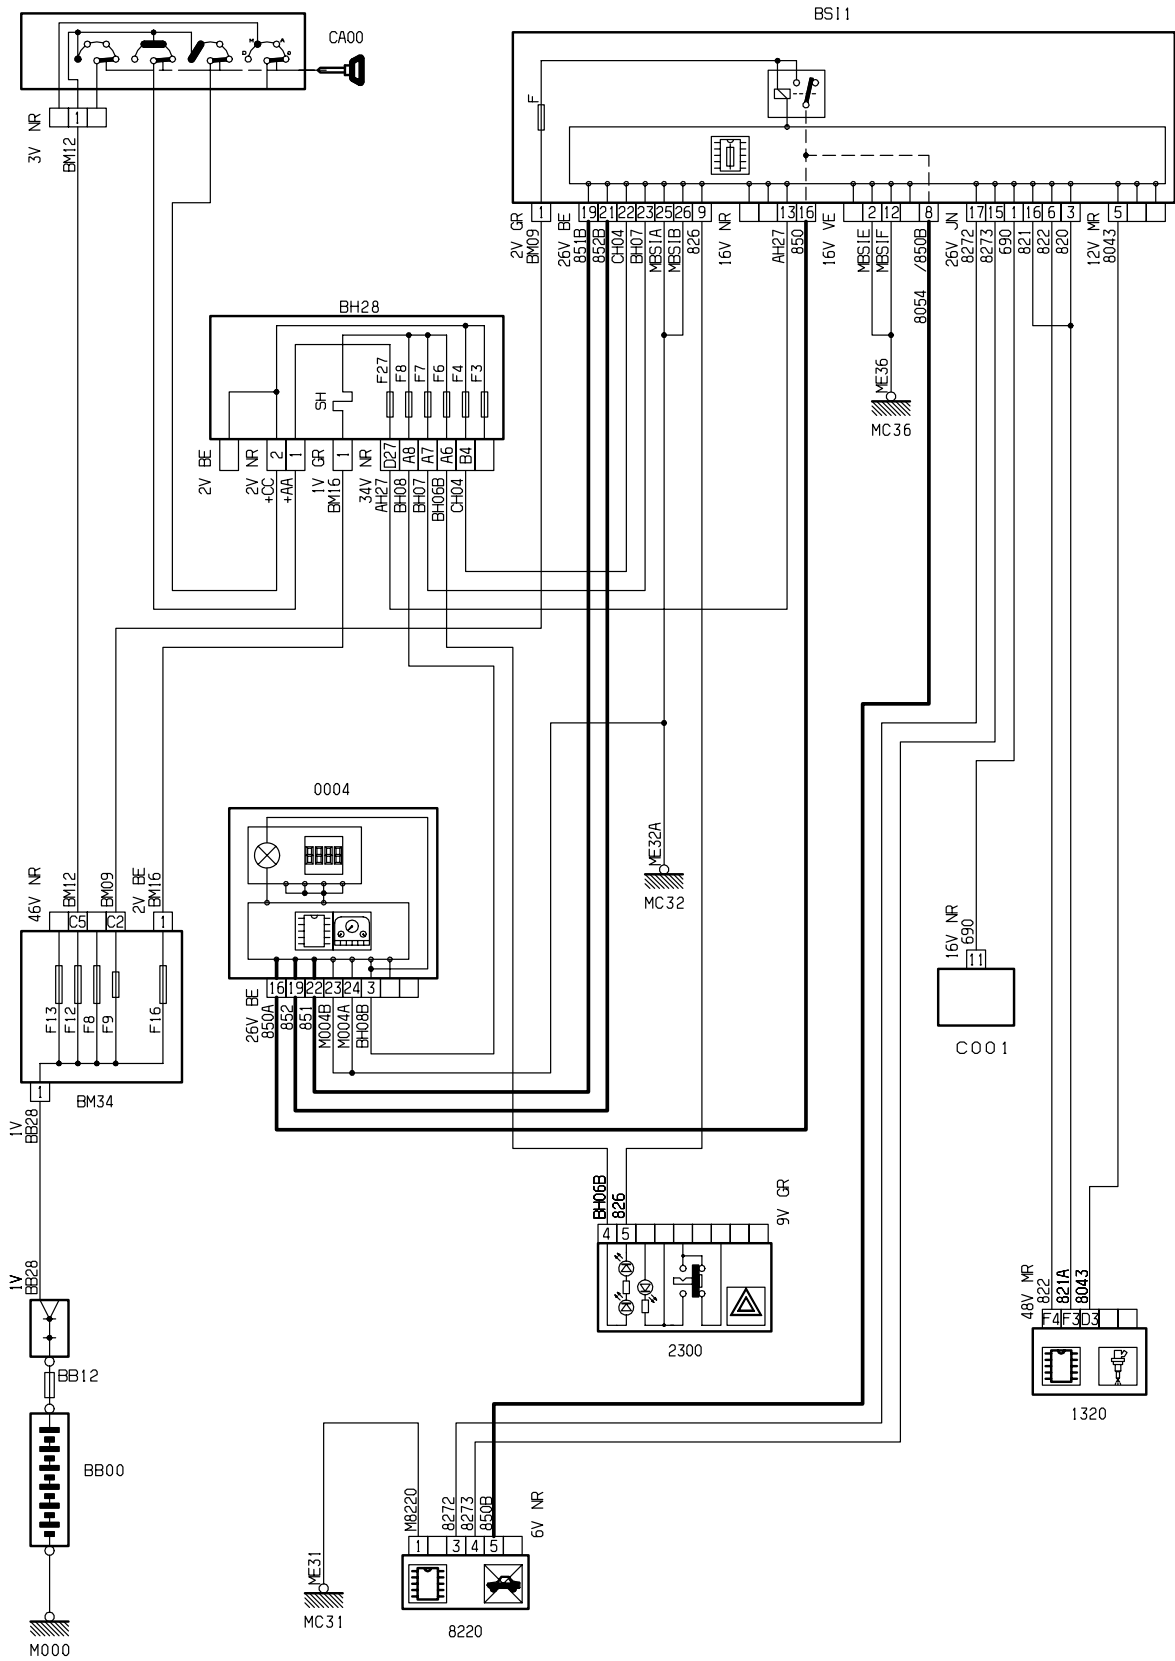 BSI1
CA00
M
A
D
3V NR
1
BM12
F
2V GR
1
BM09
26V BE
19 21 22 23 25 26 9
851B
852B
CH04
BH07
MBSIA
MBSIB
826
16V NR
13 16
AH27
850
16V VE
2 12 8
MBSIE
MBSIF
8054 /850B
26V JN
17 15 1 16 6 3
8272
8273
690
821
822
820
12V MR
5
8043
BH28
SH
F27
F8
F7
F6
F4
F3
2V BE
2V NR
2 1
+CC
+AA
1V GR
1
BM16
34V NR
D27 A8 A7 A6 B4
AH27
BH08
BH07
BH06B
CH04
ME36
MC36
0004
26V BE
16 19 22 23 24 3
850A
852
851
M004B
M004A
BH08B
ME32A
MC32
46V NR
BM12
BM09
2V BE
BM16
C5 C2 1
F13
F12
F8
F9
F16
1
BM34
1V
BB28
16V NR
690
11
C001
1V
BB28
BB12
BB00
M000
BH06B
826
9V GR
4 5
2300
48V MR
822
821A
8043
F4 F3 D3
1320
ME31
MC31
M8220
8272
8273
850B
6V NR
1 3 4 5
8220